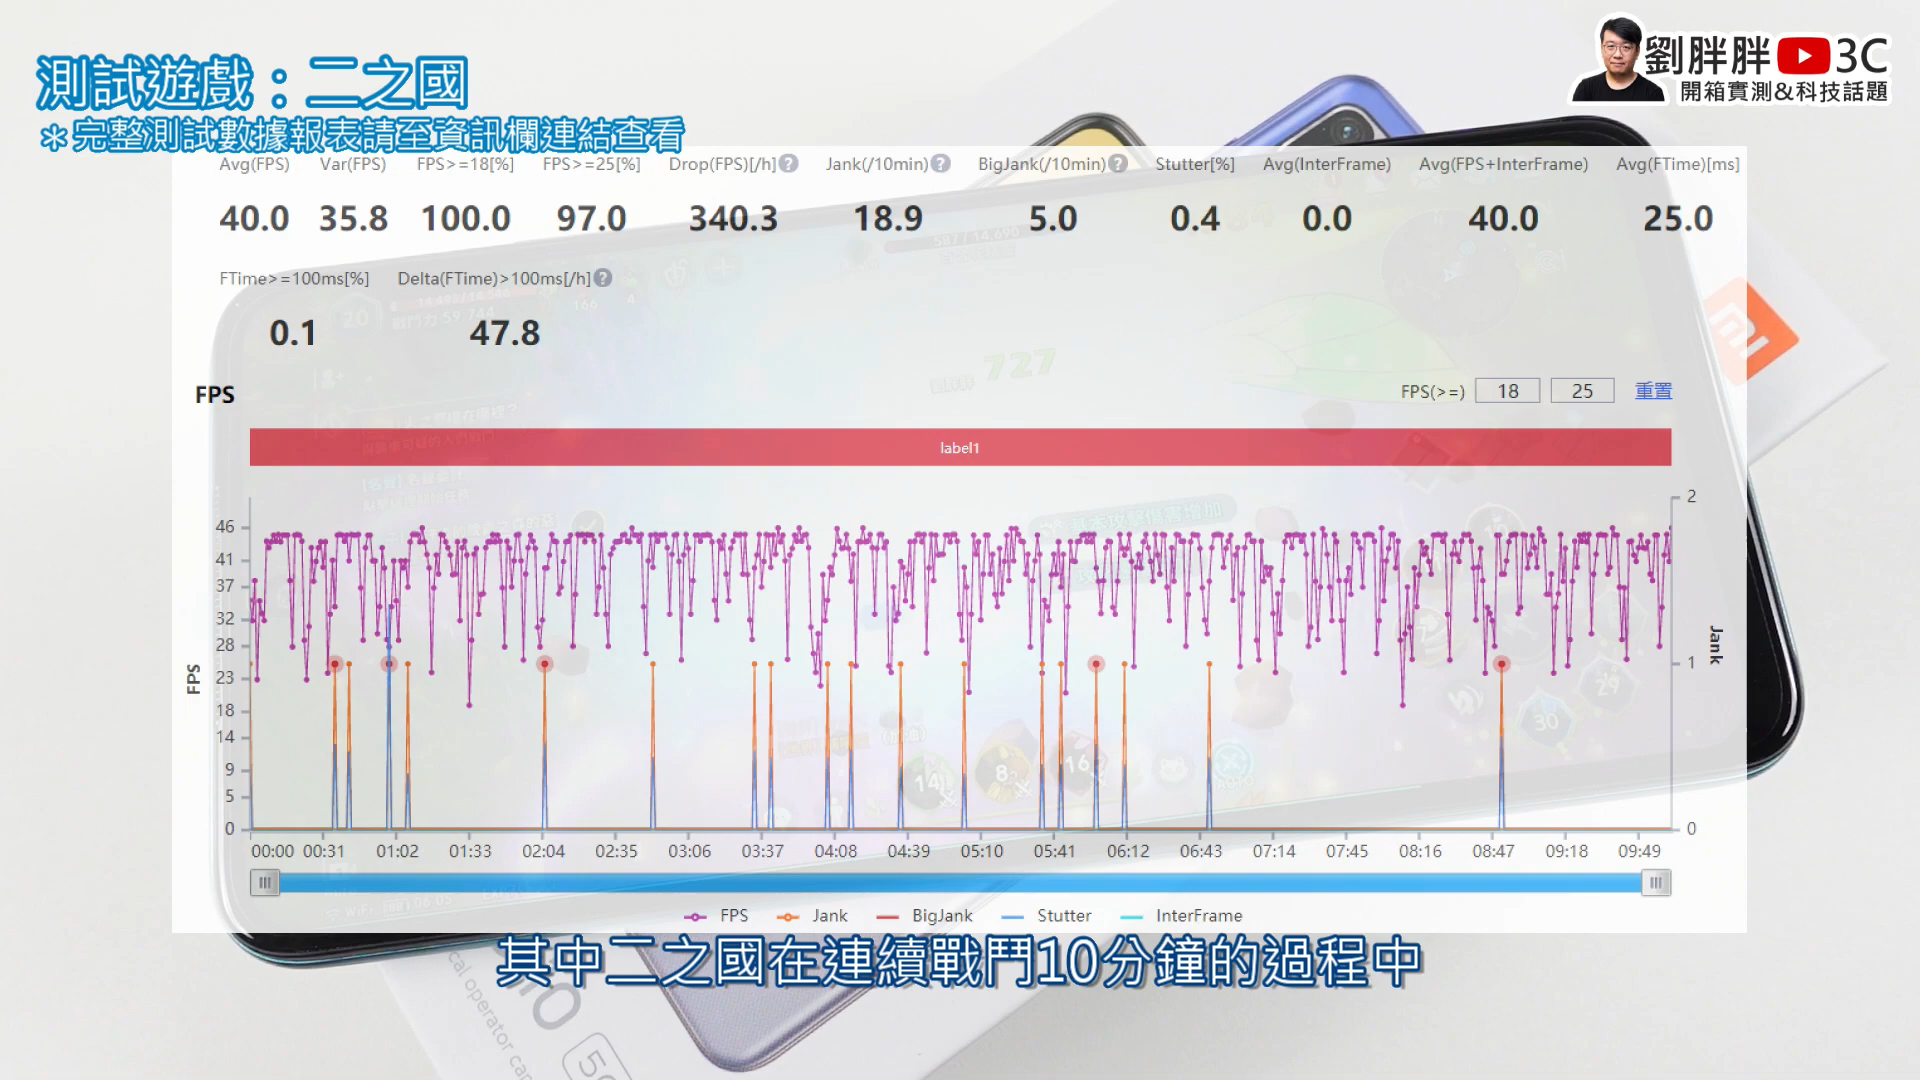 測試遊戲：二之國
＊完整測試數據報表請至資訊欄連結查看
劉胖胖 3C
開箱實測&科技話題
Avg(FPS) Var(FPS) FPS>=18[%] FPS>=25[%] Drop(FPS)[/h] Jank(/10min) BigJank(/10min) Stutter[%] Avg(InterFrame) Avg(FPS+InterFrame) Avg(FTime)[ms]
40.0 35.8 100.0 97.0 340.3 18.9 5.0 0.4 0.0 40.0 25.0
FTime>=100ms[%] Delta(FTime)>100ms[/h]
0.1 47.8
727
FPS
FPS(>=) 18 25 重置
label1
46
41
37
32
28
23
18
14
9
5
0
FPS
2
1
0
Jank
29
30
14
8
16
00:00 00:31 01:02 01:33 02:04 02:35 03:06 03:37 04:08 04:39 05:10 05:41 06:12 06:43 07:14 07:45 08:16 08:47 09:18 09:49
FPS Jank BigJank Stutter InterFrame
其中二之國在連續戰鬥10分鐘的過程中